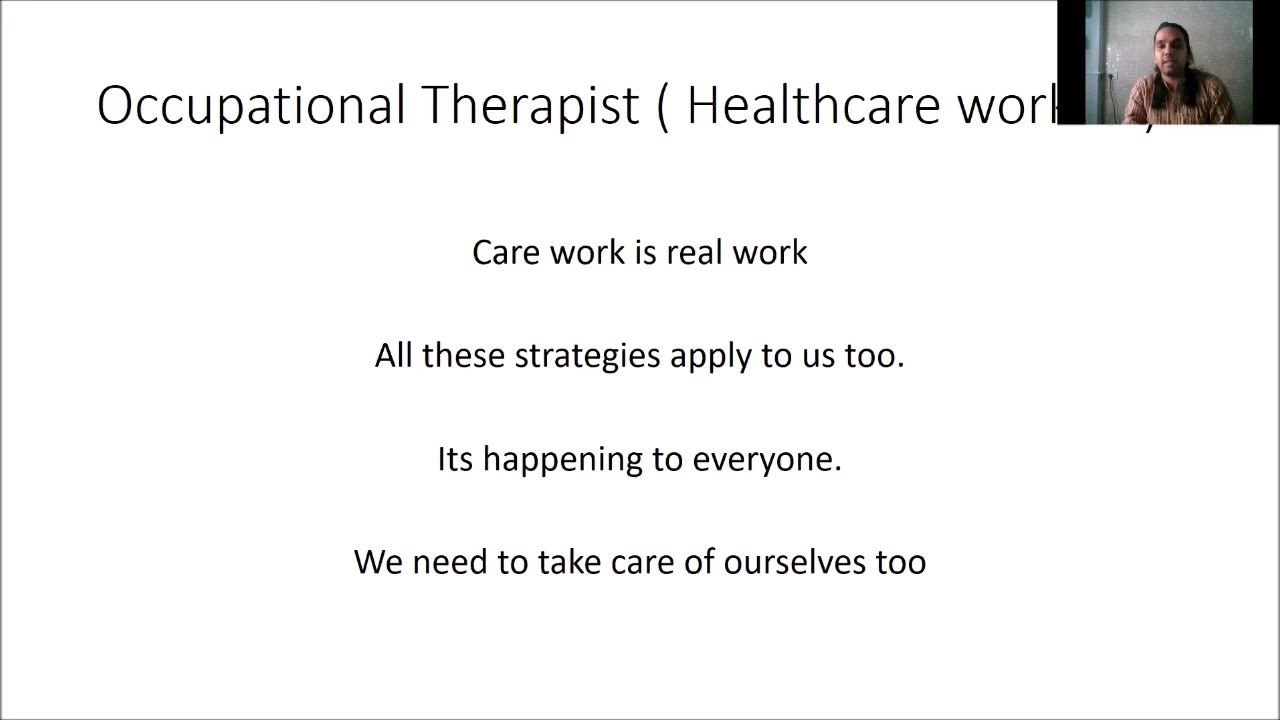 Occupational Therapist ( Healthcare )
Care work is real work
All these strategies apply to us too.
Its happening to everyone.
We need to take care of ourselves too